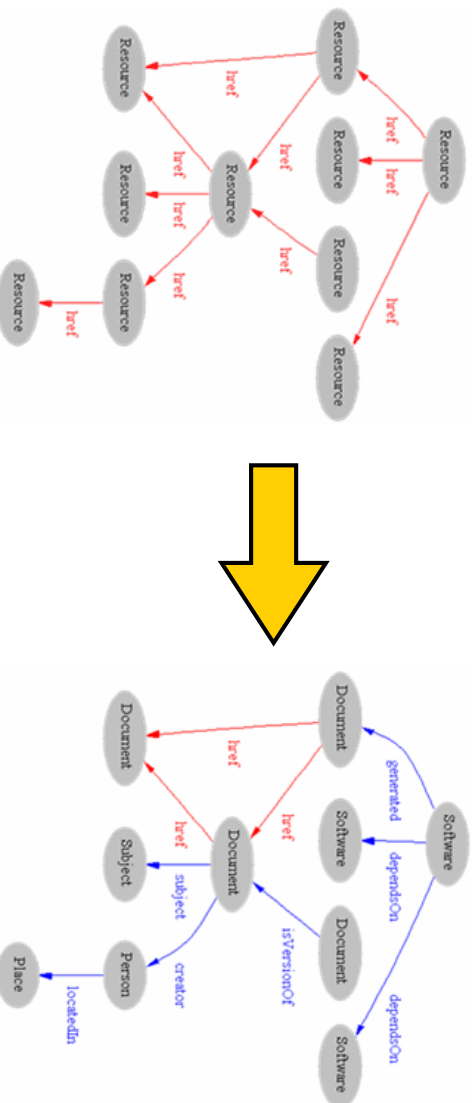 Resource
href
href
href
Resource
Resource
Resource
Resource
href
href
href
Resource
href
href
href
Resource
Resource
Resource
href
Resource
Software
generated
dependsOn
dependsOn
Document
Software
Document
Software
href
href
isVersionOf
Document
href
subject
creator
Document
Subject
Person
locatedIn
Place